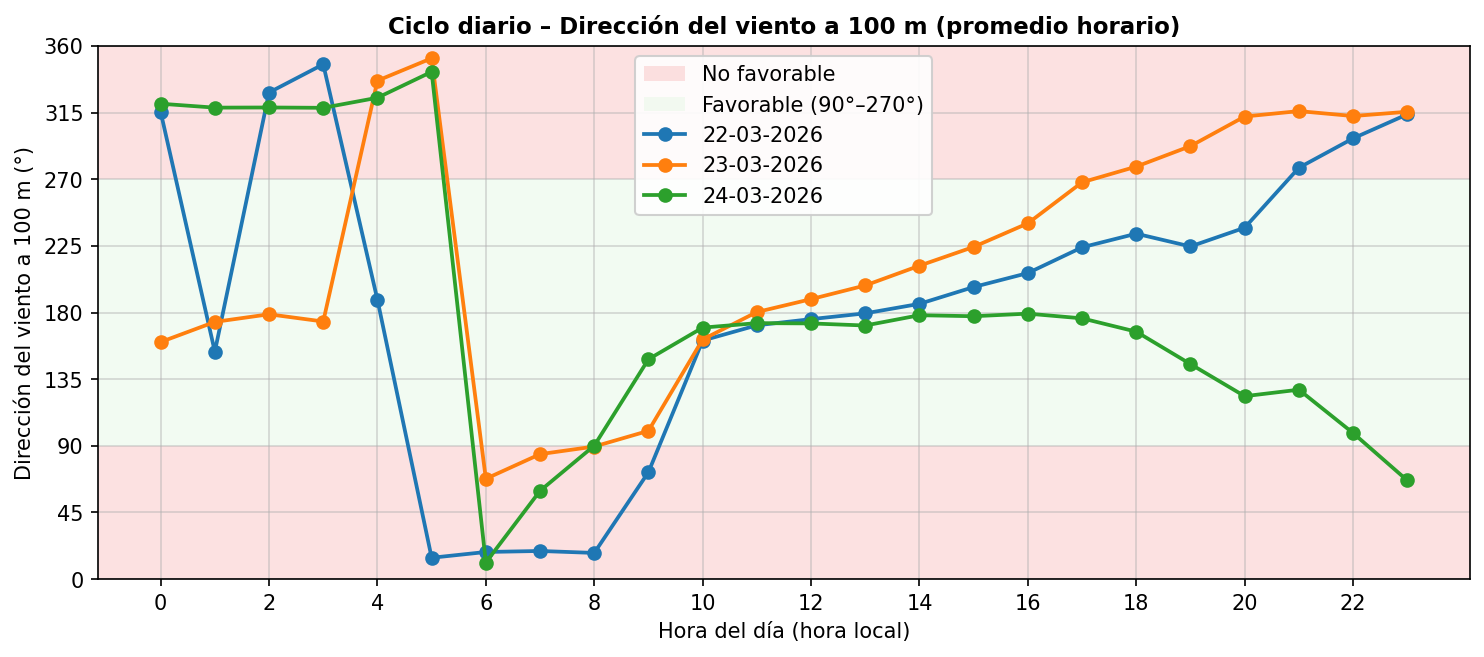 Ciclo diario – Dirección del viento a 100 m (promedio horario)
Dirección del viento a 100 m (°)
360
315
270
225
180
135
90
45
0
No favorable
Favorable (90°–270°)
22-03-2026
23-03-2026
24-03-2026
0 2 4 6 8 10 12 14 16 18 20 22
Hora del día (hora local)